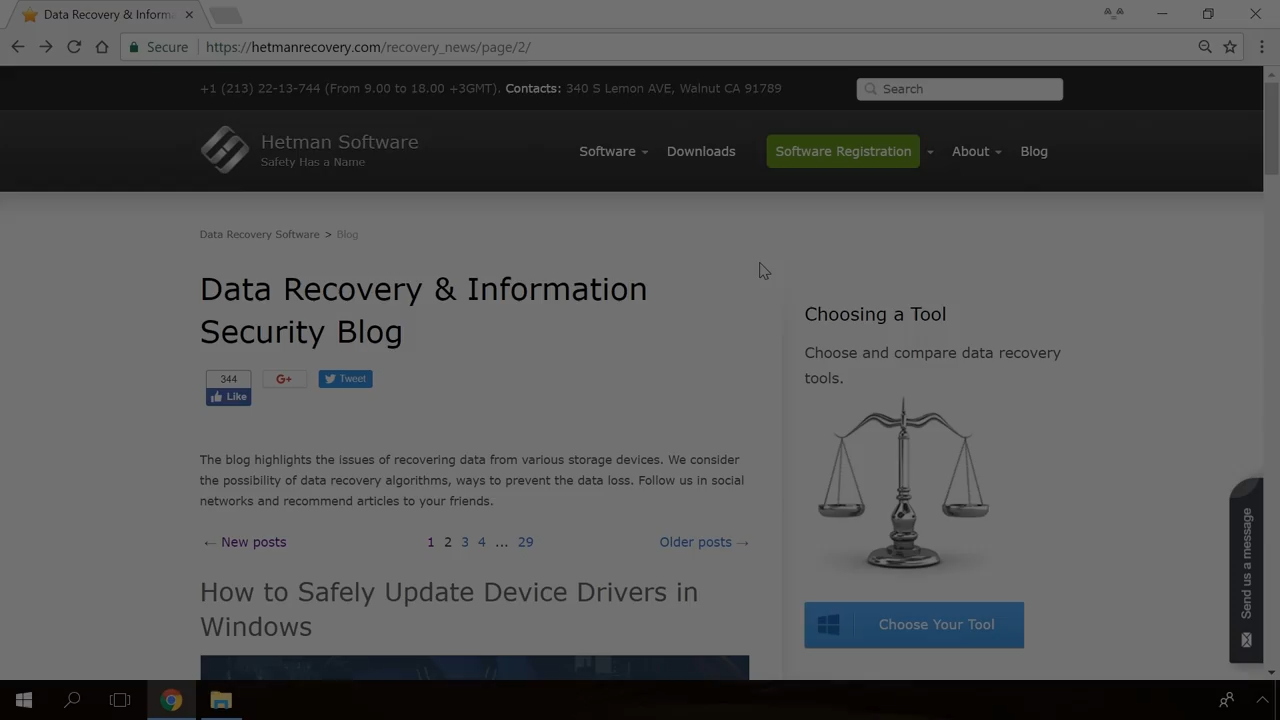 Data Recovery & Inform
Secure
https://hetmanrecovery.com/recovery_news/page/2/
+1 (213) 22-13-744 (From 9.00 to 18.00 +3GMT). Contacts: 340 S Lemon AVE, Walnut CA 91789
Search
Hetman Software
Safety Has a Name
Software
Downloads
Software Registration
About
Blog
Data Recovery Software > Blog
Data Recovery & Information
Security Blog
344
Like
G+
Tweet
The blog highlights the issues of recovering data from various storage devices. We consider
the possibility of data recovery algorithms, ways to prevent the data loss. Follow us in social
networks and recommend articles to your friends.
← New posts
1 2 3 4 ... 29
Older posts →
How to Safely Update Device Drivers in
Windows
Choosing a Tool
Choose and compare data recovery
tools.
Choose Your Tool
Send us a message